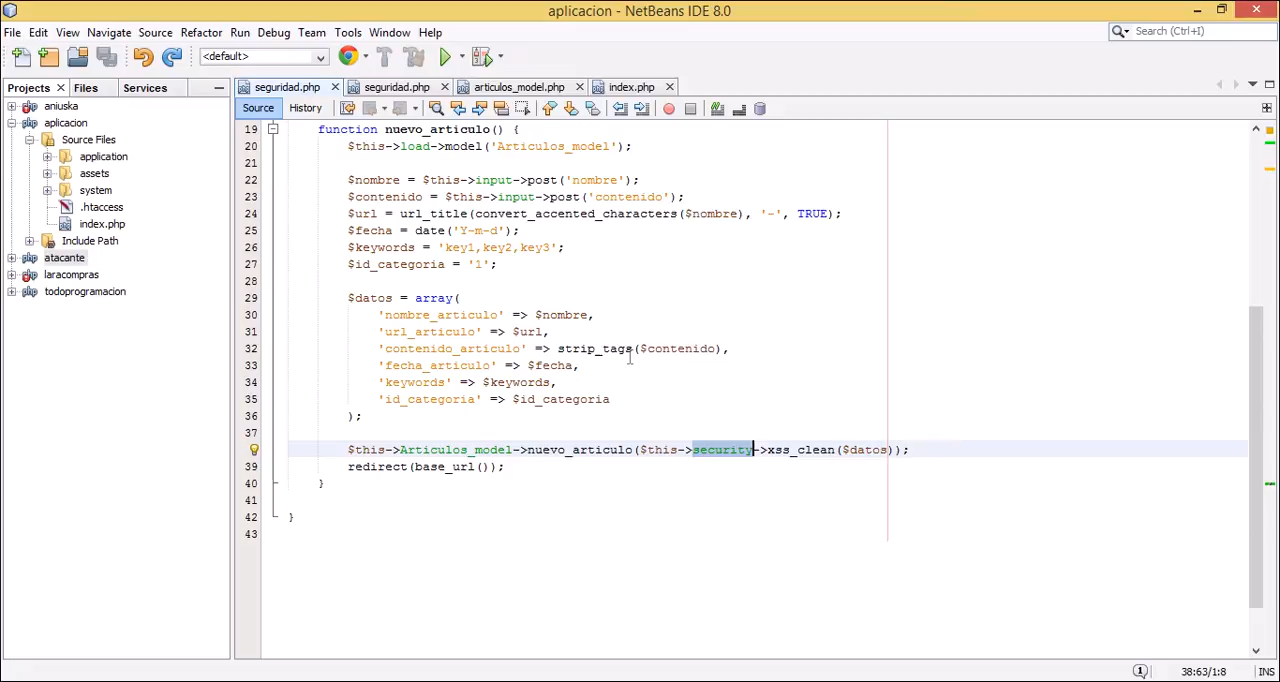 aplicacion - NetBeans IDE 8.0
File Edit View Navigate Source Refactor Run Debug Team Tools Window Help
Search (Ctrl+I)
<default>
Projects Files Services
seguridad.php seguridad.php articulos_model.php index.php
Source History
aniuska
aplicacion
Source Files
application
assets
system
.htaccess
index.php
Include Path
atacante
laracompras
todoprogramacion
19 function nuevo_articulo() {
20 $this->load->model('Articulos_model');
21
22 $nombre = $this->input->post('nombre');
23 $contenido = $this->input->post('contenido');
24 $url = url_title(convert_accented_characters($nombre), '-', TRUE);
25 $fecha = date('Y-m-d');
26 $keywords = 'key1,key2,key3';
27 $id_categoria = '1';
28
29 $datos = array(
30 'nombre_articulo' => $nombre,
31 'url_articulo' => $url,
32 'contenido_articulo' => strip_tags($contenido),
33 'fecha_articulo' => $fecha,
34 'keywords' => $keywords,
35 'id_categoria' => $id_categoria
36 );
37
$this->Articulos_model->nuevo_articulo($this->security->xss_clean($datos));
39 redirect(base_url());
40 }
41
42 }
43
1 38:63/1:8 INS